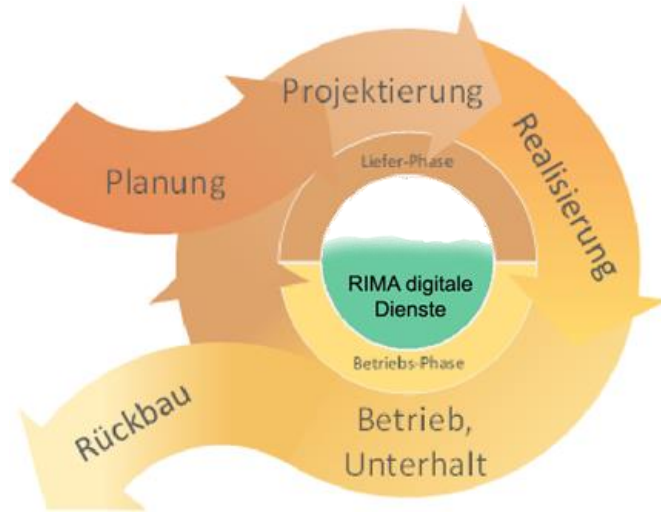 Planung
Projektierung
Realisierung
Liefer-Phase
RIMA digitale
Dienste
Betriebs-Phase
Betrieb,
Unterhalt
Rückbau